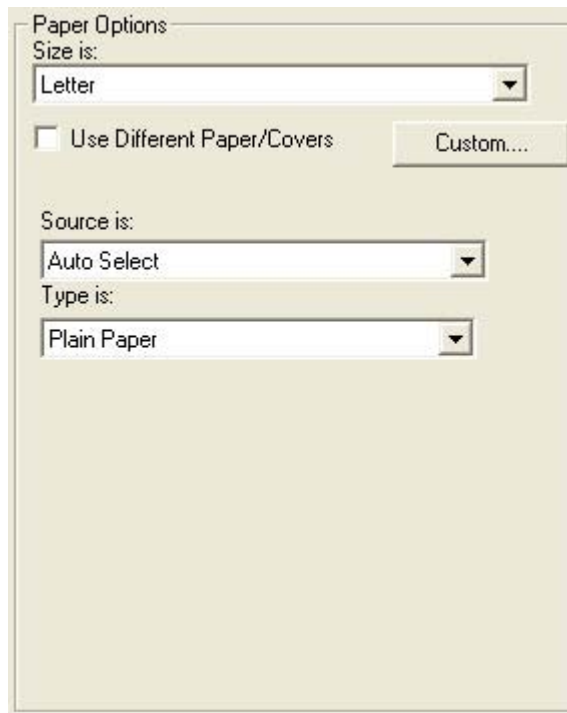 Paper Options
Size is:
Letter
Use Different Paper/Covers
Custom....
Source is:
Auto Select
Type is:
Plain Paper